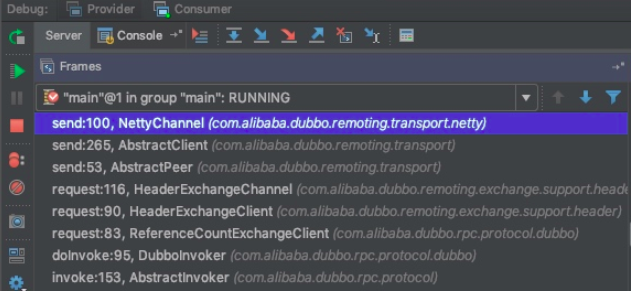 Debug: Provider Consumer
Server Console
Frames
"main"@1 in group "main": RUNNING
send:100, NettyChannel (com.alibaba.dubbo.remoting.transport.netty)
send:265, AbstractClient (com.alibaba.dubbo.remoting.transport)
send:53, AbstractPeer (com.alibaba.dubbo.remoting.transport)
request:116, HeaderExchangeChannel (com.alibaba.dubbo.remoting.exchange.support.heade
request:90, HeaderExchangeClient (com.alibaba.dubbo.remoting.exchange.support.header)
request:83, ReferenceCountExchangeClient (com.alibaba.dubbo.rpc.protocol.dubbo)
doInvoke:95, DubboInvoker (com.alibaba.dubbo.rpc.protocol.dubbo)
invoke:153, AbstractInvoker (com.alibaba.dubbo.rpc.protocol)